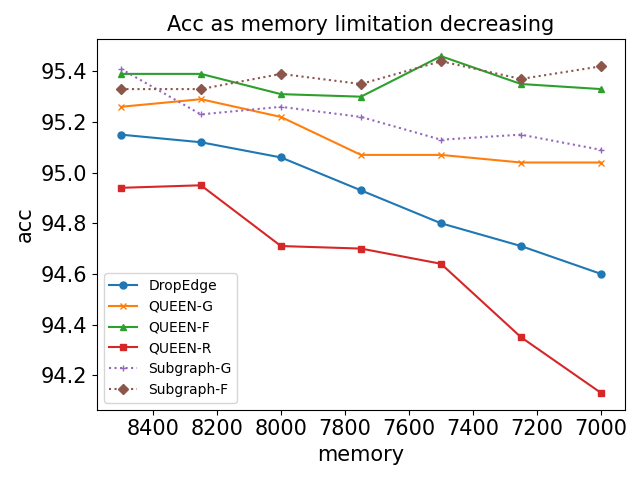 Acc as memory limitation decreasing
95.4
95.2
95.0
94.8
94.6
94.4
94.2
acc
DropEdge
QUEEN-G
QUEEN-F
QUEEN-R
Subgraph-G
Subgraph-F
8400 8200 8000 7800 7600 7400 7200 7000
memory